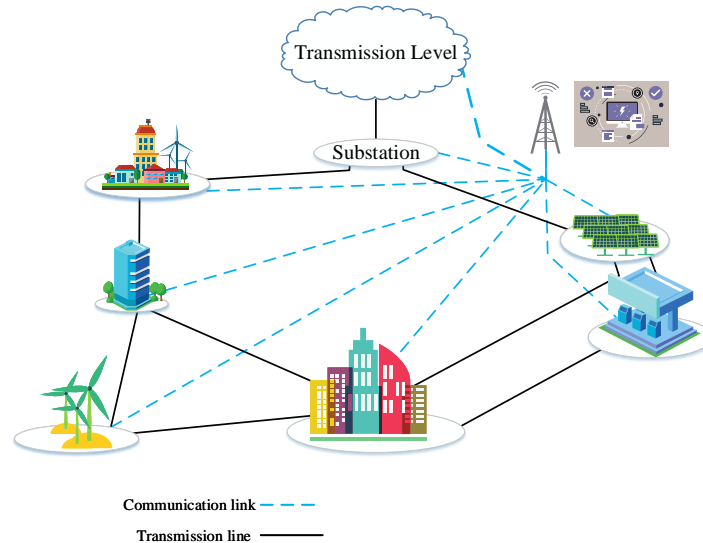 Transmission Level
Substation
Communication link
Transmission line